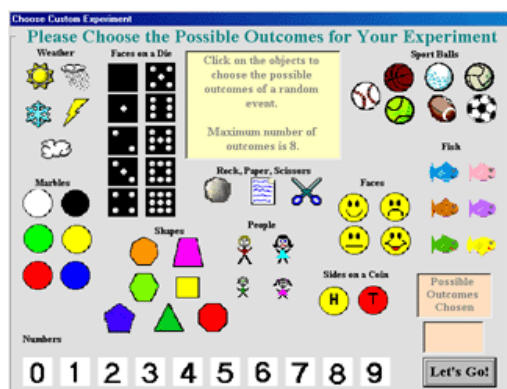 Choose Custom Experiment
Please Choose the Possible Outcomes for Your Experiment
Weather
Faces on a Die
Click on the objects to
choose the possible
outcomes of a random
event.
Maximum number of
outcomes is 8.
Sport Balls
Rock, Paper, Scissors
Fish
Marbles
Faces
Shapes
People
Sides on a Coin
H
T
Possible
Outcomes
Chosen
Numbers
0 1 2 3 4 5 6 7 8 9
Let's Go!